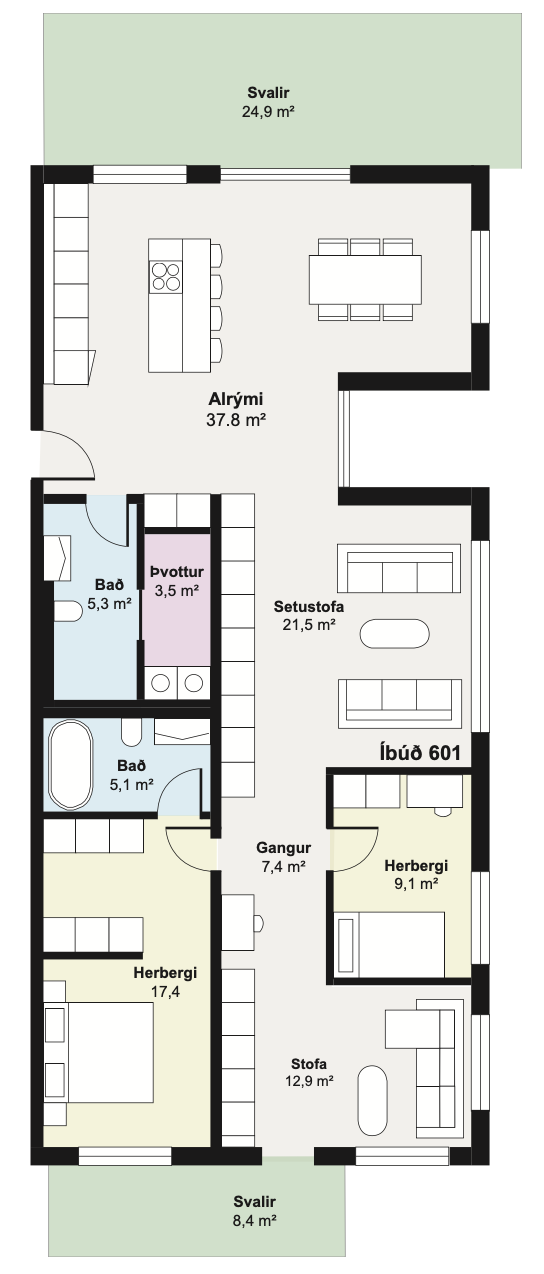 Svalir
24,9 m²
Alrými
37.8 m²
Þvottur
3,5 m²
Bað
5,3 m²
Setustofa
21,5 m²
Íbúð 601
Bað
5,1 m²
Gangur
7,4 m²
Herbergi
9,1 m²
Herbergi
17,4
Stofa
12,9 m²
Svalir
8,4 m²